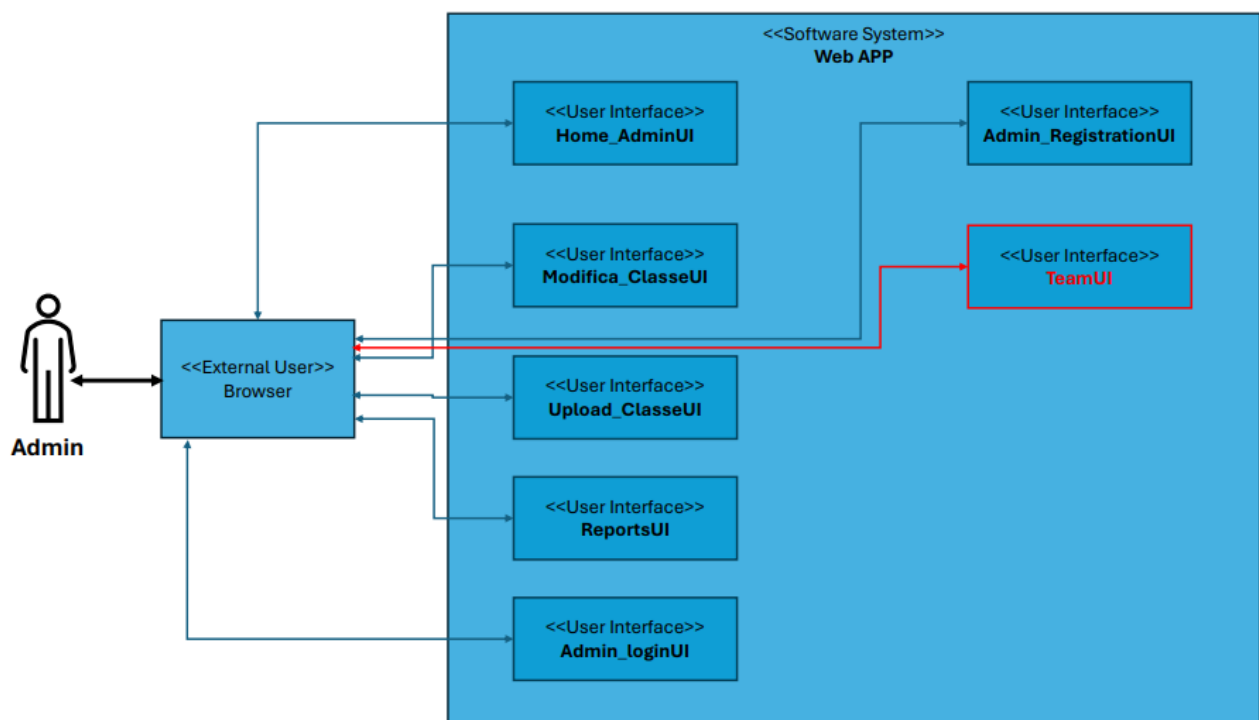 <<Software System>>
Web APP
<<User Interface>>
Home_AdminUI
<<User Interface>>
Admin_RegistrationUI
<<User Interface>>
Modifica_ClasseUI
<<User Interface>>
TeamUI
<<External User>>
Browser
Admin
<<User Interface>>
Upload_ClasseUI
<<User Interface>>
ReportsUI
<<User Interface>>
Admin_loginUI